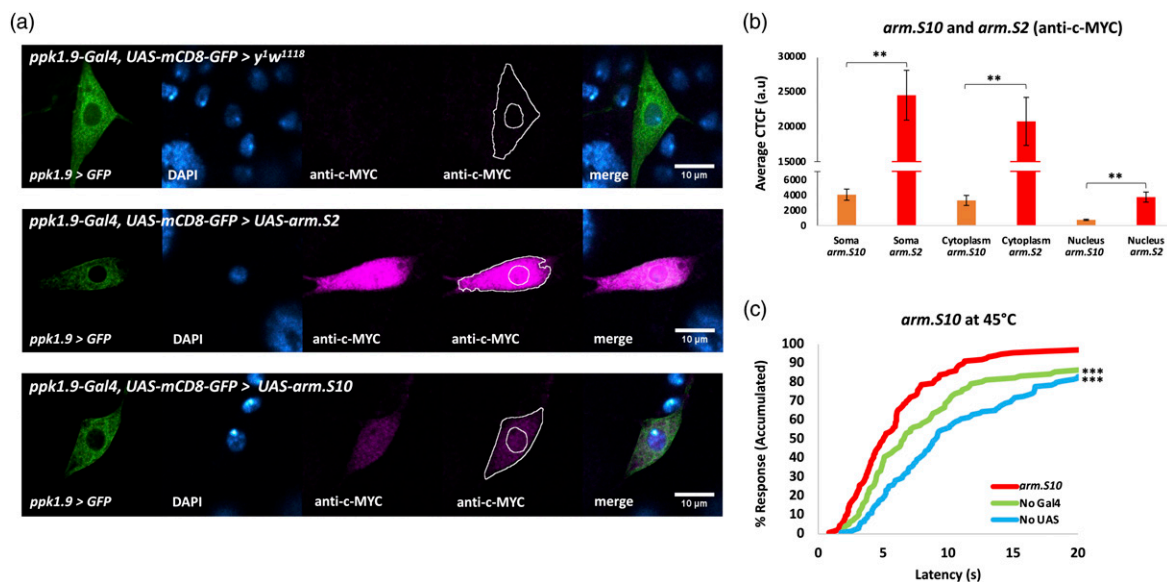 (a)
ppk1.9-Gal4, UAS-mCD8-GFP > y¹w¹¹¹⁸
ppk1.9 > GFP DAPI anti-c-MYC anti-c-MYC merge 10 µm
ppk1.9-Gal4, UAS-mCD8-GFP > UAS-arm.S2
ppk1.9 > GFP DAPI anti-c-MYC anti-c-MYC merge 10 µm
ppk1.9-Gal4, UAS-mCD8-GFP > UAS-arm.S10
ppk1.9 > GFP DAPI anti-c-MYC anti-c-MYC merge 10 µm
(b)
arm.S10 and arm.S2 (anti-c-MYC)
Average CTCF (a.u)
30000
25000
20000
15000
8000
6000
4000
2000
0
** ** **
Soma Soma Cytoplasm Cytoplasm Nucleus Nucleus
arm.S10 arm.S2 arm.S10 arm.S2 arm.S10 arm.S2
(c)
arm.S10 at 45°C
% Response (Accumulated)
100
90
80
70
60
50
40
30
20
10
0
***
***
arm.S10
No Gal4
No UAS
0 5 10 15 20
Latency (s)